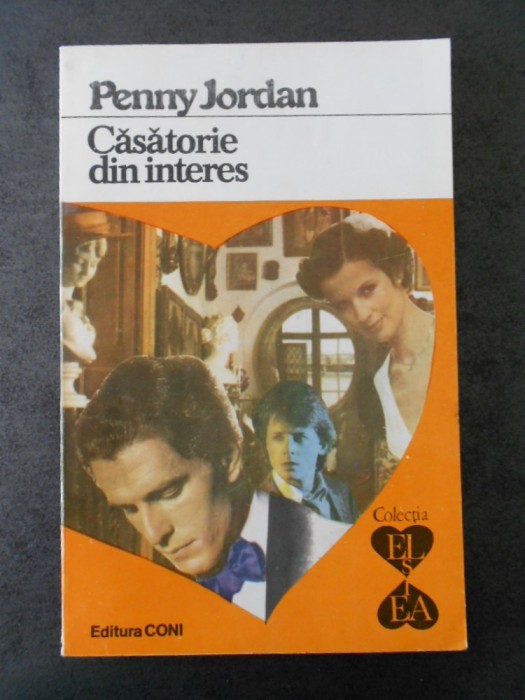 Penny Jordan
Căsătorie
din interes
Colecția
EL
ȘI
EA
Editura CONI